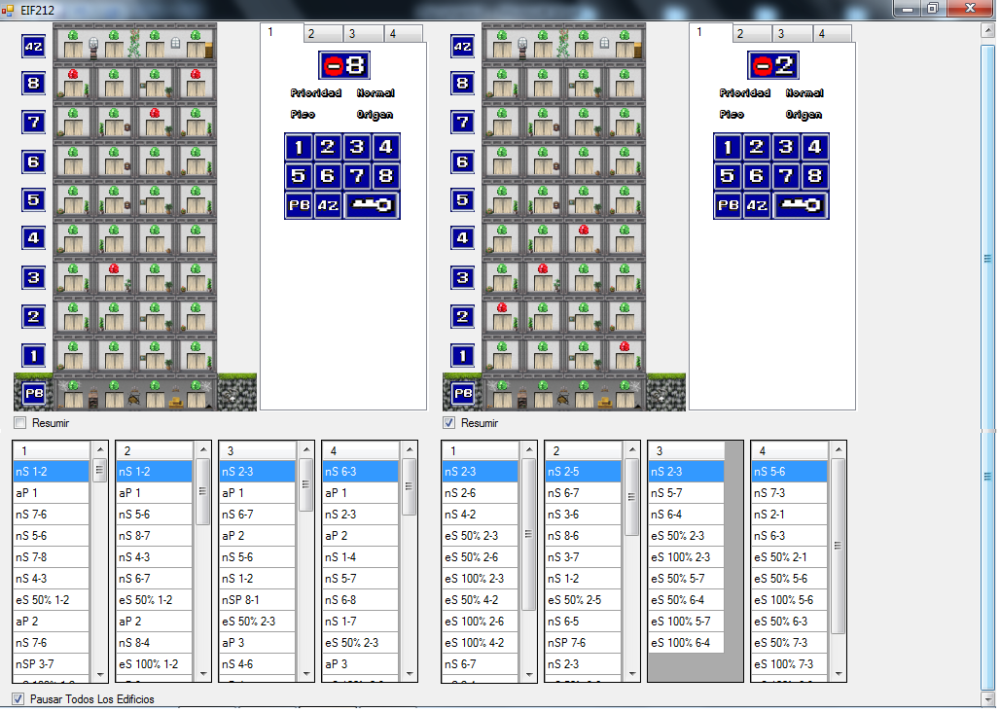 EIF212
AZ
8
7
6
5
4
3
2
1
PB
1 2 3 4
8
Prioridad Normal
Piso Origen
1 2 3 4
5 6 7 8
PB AZ
AZ
8
7
6
5
4
3
2
1
PB
1 2 3 4
2
Prioridad Normal
Piso Origen
1 2 3 4
5 6 7 8
PB AZ
Resumir
Resumir
1
nS 1-2
aP 1
nS 7-6
nS 5-6
nS 7-8
nS 4-3
eS 50% 1-2
aP 2
nS 7-6
nSP 3-7
2
nS 1-2
aP 1
nS 5-6
nS 8-7
nS 4-3
nS 6-7
eS 50% 1-2
aP 2
nS 8-4
eS 100% 1-2
3
nS 2-3
aP 1
nS 6-7
aP 2
nS 5-6
nS 1-2
nSP 8-1
eS 50% 2-3
aP 3
nS 4-6
4
nS 6-3
aP 1
nS 2-3
aP 2
nS 1-4
nS 5-7
nS 6-8
nS 1-7
eS 50% 2-3
aP 3
1
nS 2-3
nS 2-6
nS 4-2
eS 50% 2-3
eS 50% 2-6
eS 100% 2-3
eS 50% 4-2
eS 100% 2-6
eS 100% 4-2
nS 6-7
2
nS 2-5
nS 6-7
nS 3-6
nS 8-6
nS 3-7
nS 1-2
eS 50% 2-5
nS 6-5
nSP 7-6
nS 2-3
3
nS 2-3
nS 5-7
nS 6-4
eS 50% 2-3
eS 100% 2-3
eS 50% 5-7
eS 50% 6-4
eS 100% 5-7
eS 100% 6-4
4
nS 5-6
nS 7-3
nS 2-1
nS 6-3
eS 50% 2-1
eS 50% 5-6
eS 100% 5-6
eS 50% 6-3
eS 50% 7-3
eS 100% 7-3
Pausar Todos Los Edificios